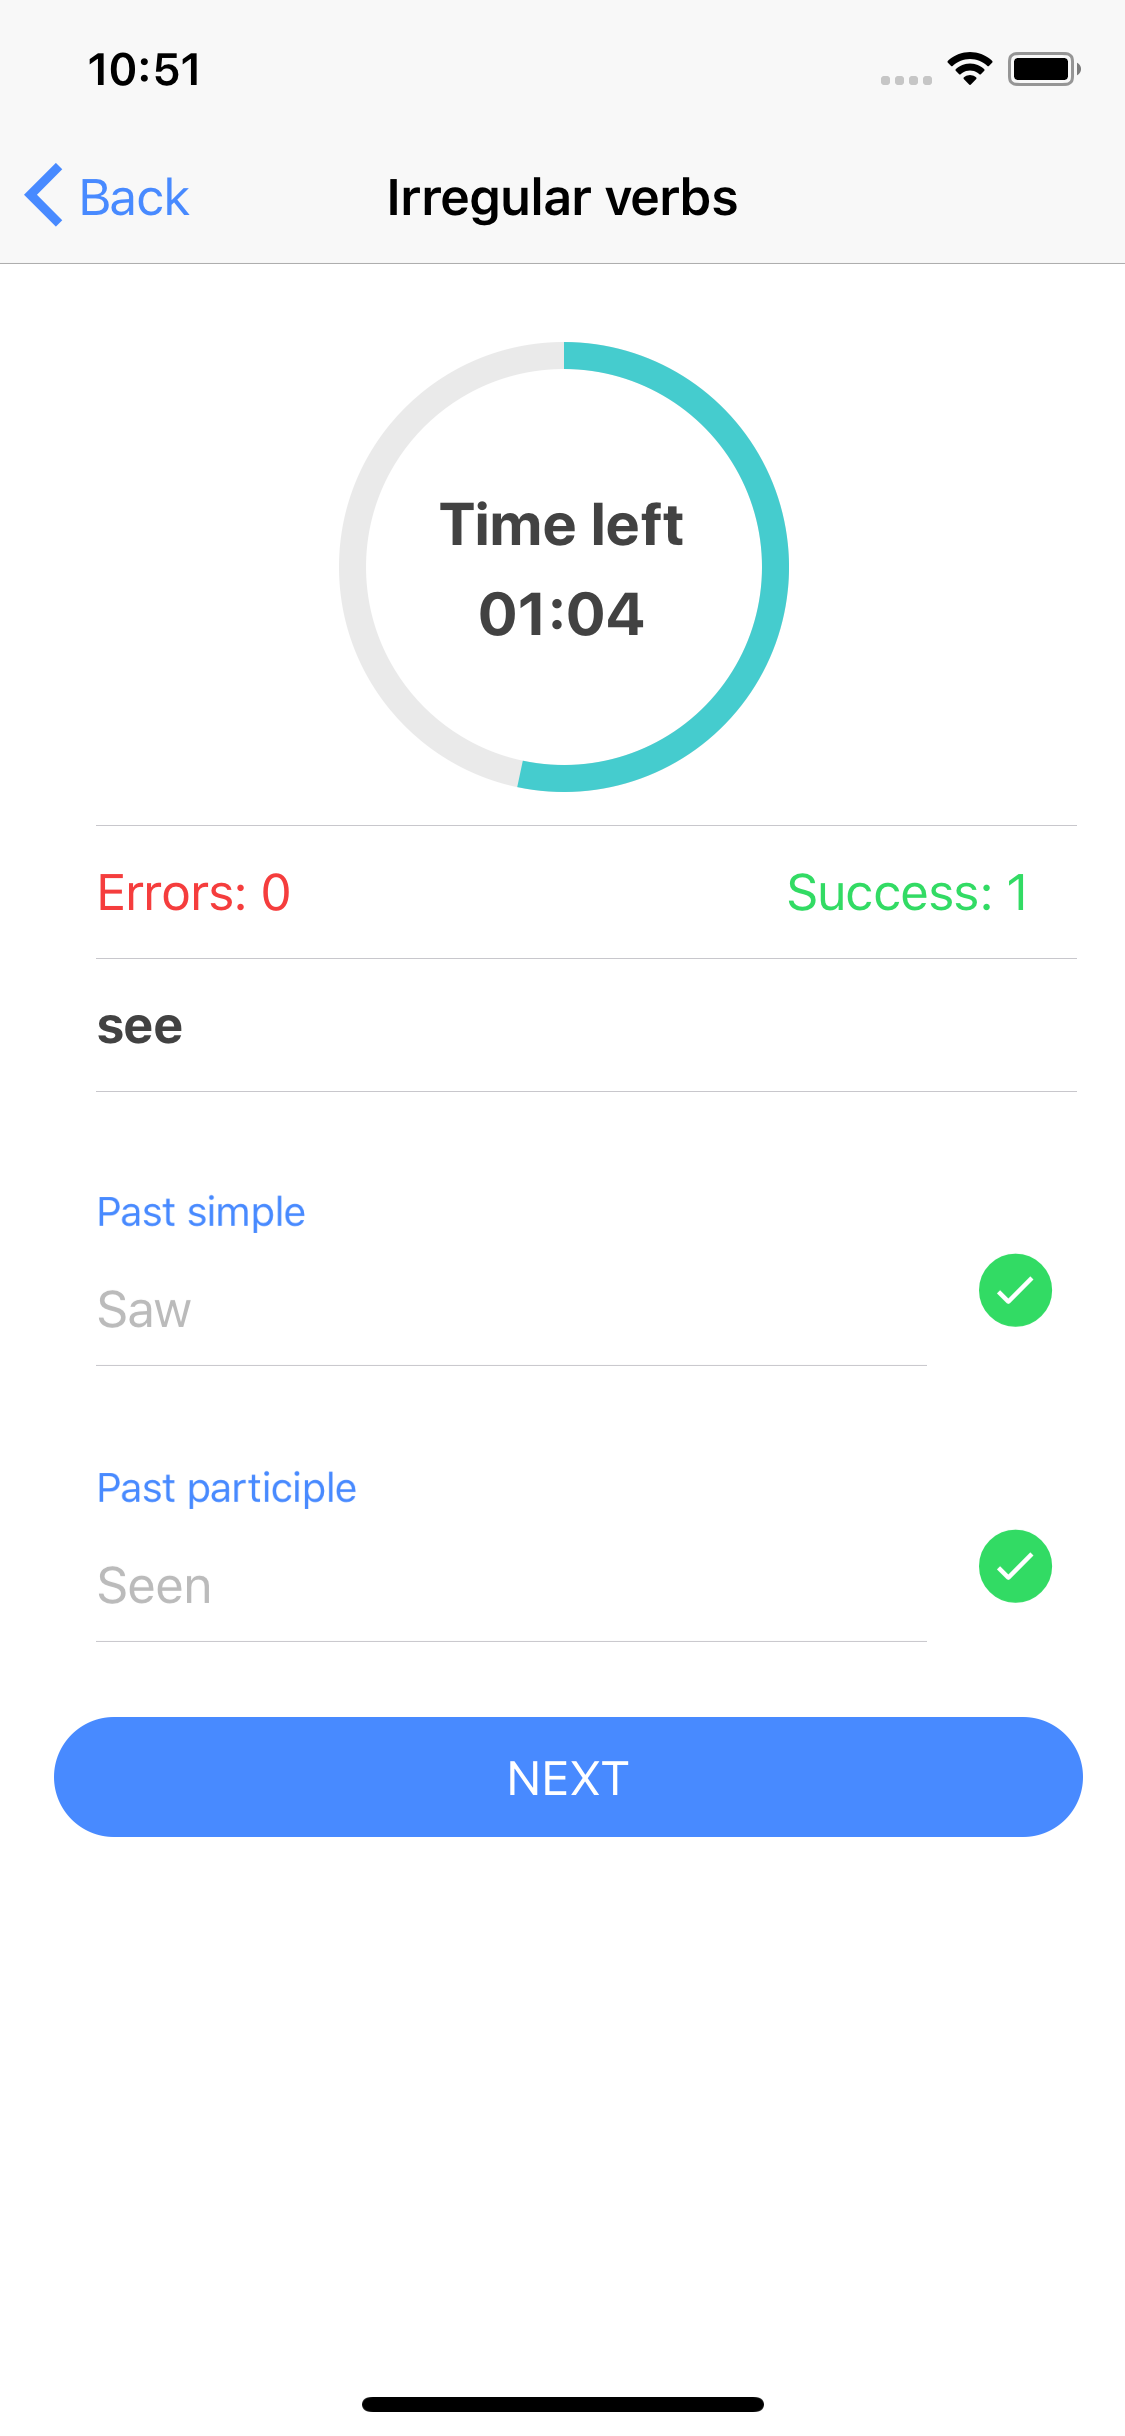 10:51
Back
Irregular verbs
Time left
01:04
Errors: 0
Success: 1
see
Past simple
Saw
Past participle
Seen
NEXT